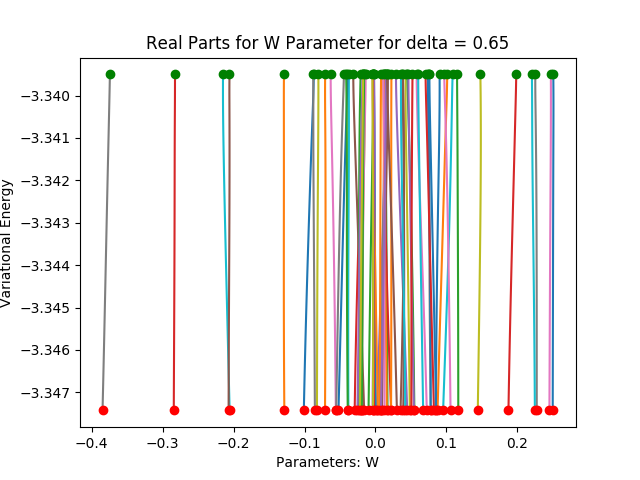 Real Parts for W Parameter for delta = 0.65
Variational Energy
−3.340
−3.341
−3.342
−3.343
−3.344
−3.345
−3.346
−3.347
−0.4 −0.3 −0.2 −0.1 0.0 0.1 0.2
Parameters: W